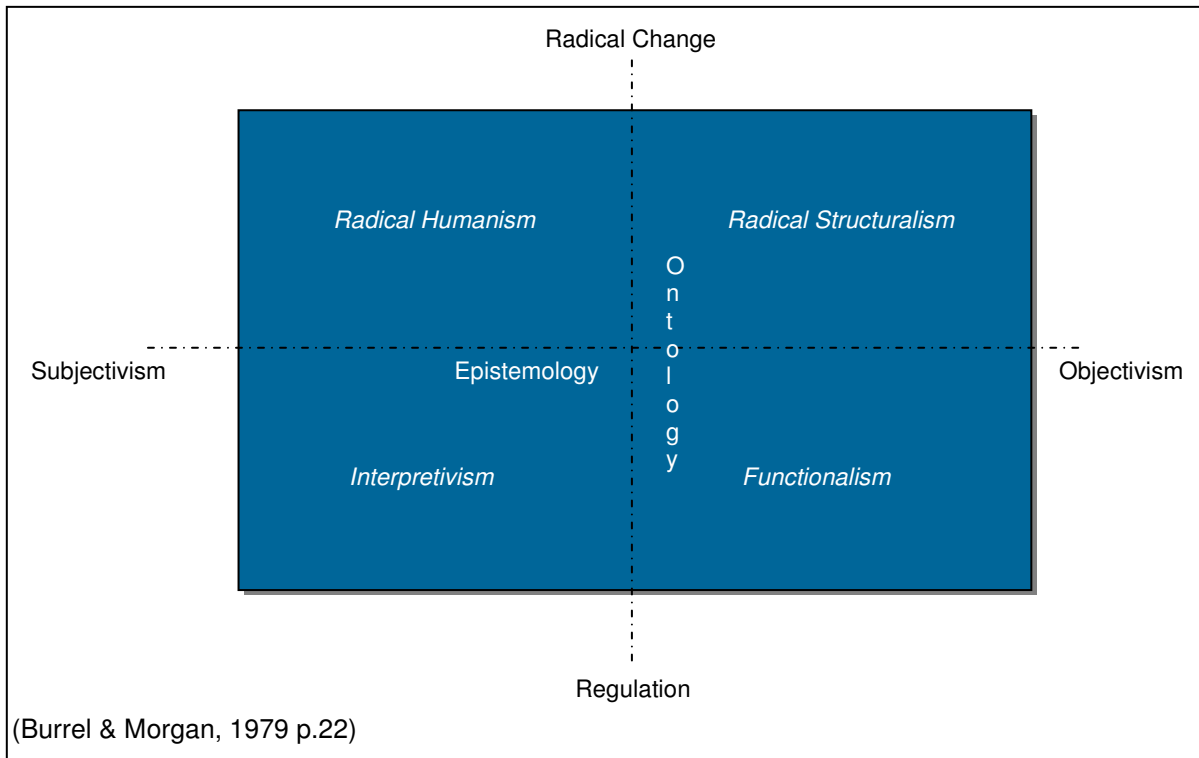 Radical Change
Radical Humanism Radical Structuralism
Ontology
Subjectivism Epistemology Objectivism
Interpretivism Functionalism
Regulation
(Burrel & Morgan, 1979 p.22)